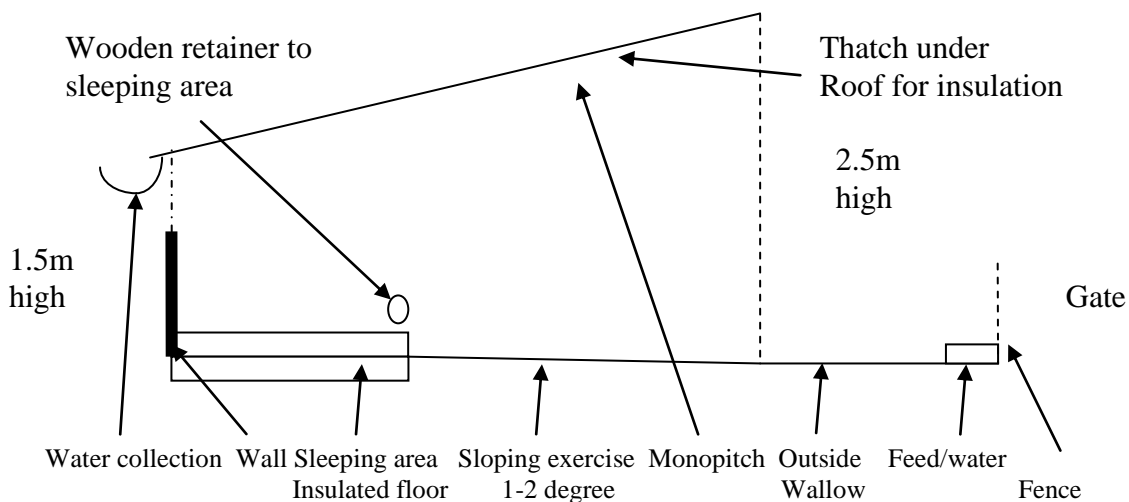 Wooden retainer to
sleeping area
Thatch under
Roof for insulation
2.5m
high
1.5m
high
Gate
Water collection Wall Sleeping area Sloping exercise Monopitch Outside Feed/water
Insulated floor 1-2 degree Wallow Fence